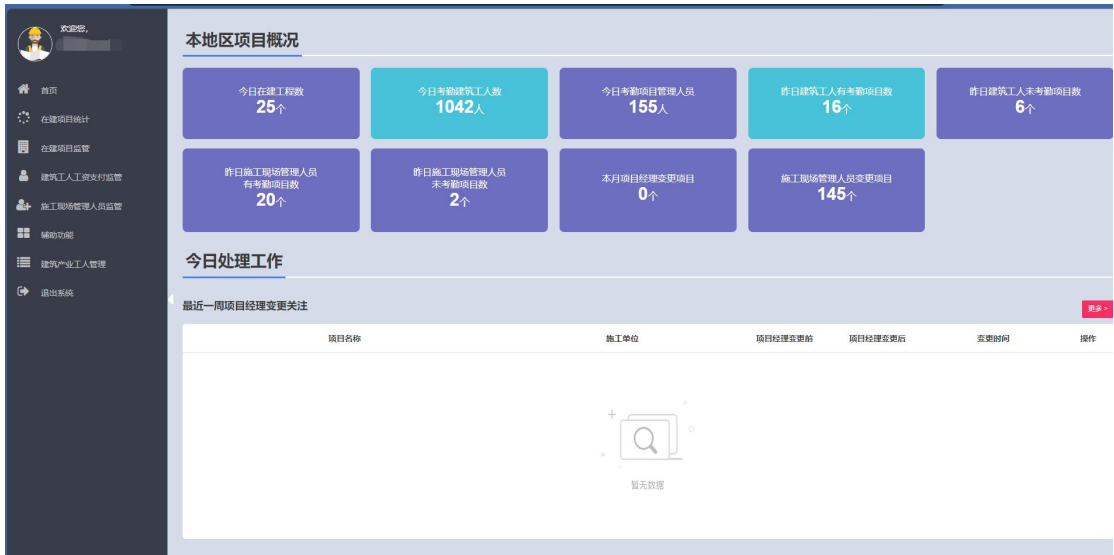 欢迎您,
首页
在建项目统计
在建项目监管
建筑工人工资支付监管
施工现场管理人员监管
辅助功能
建筑产业工人管理
退出系统
本地区项目概况
今日在建工程数
25个
今日考勤建筑工人数
1042人
今日考勤项目管理人员
155人
昨日建筑工人有考勤项目数
16个
昨日建筑工人未考勤项目数
6个
昨日施工现场管理人员
有考勤项目数
20个
昨日施工现场管理人员
未考勤项目数
2个
本月项目经理变更项目
0个
施工现场管理人员变更项目
145个
今日处理工作
最近一周项目经理变更关注
更多>
项目名称 施工单位 项目经理变更前 项目经理变更后 变更时间 操作
暂无数据